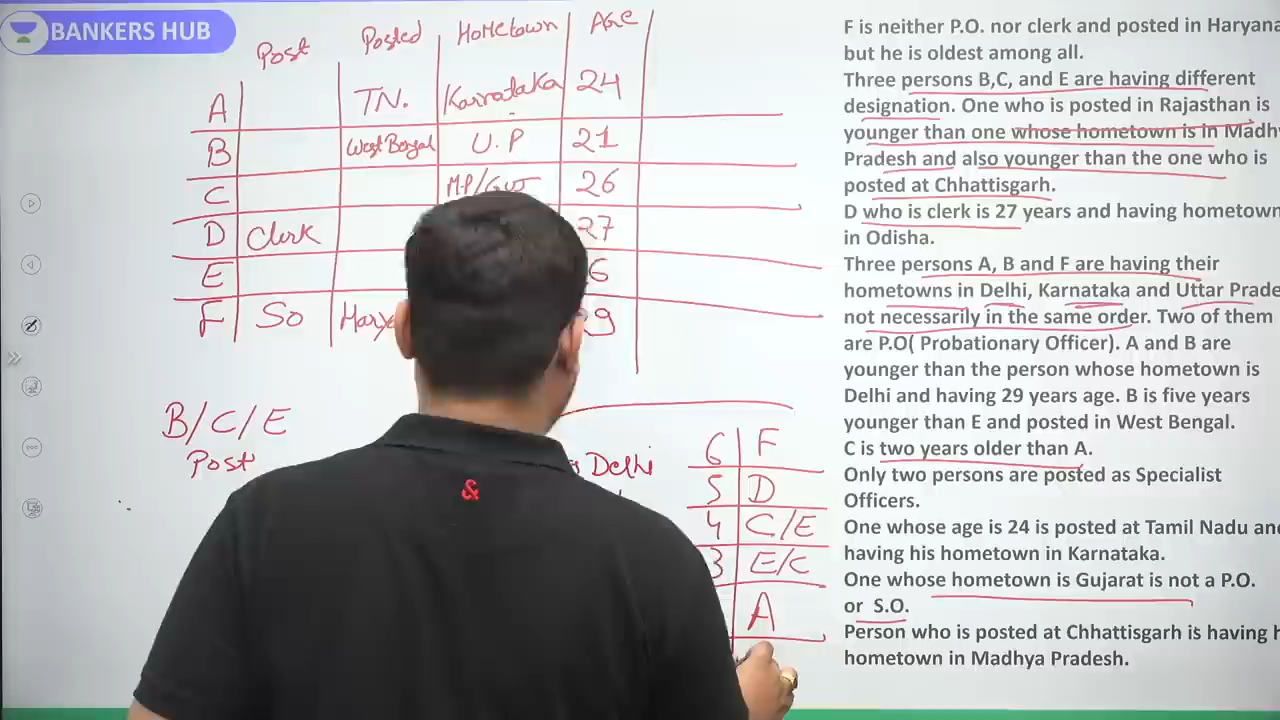 BANKERS HUB
Post Posted Hometown Age
A TN. Karnataka 24
B West Bengal U.P 21
C M.P/Guj 26
D Clerk 27
E 6
F So Harya 29
B/C/E
Post
Delhi
6 F
5 D
4 C/E
3 E/C
A
&
F is neither P.O. nor clerk and posted in Haryana
but he is oldest among all.
Three persons B,C, and E are having different
designation. One who is posted in Rajasthan is
younger than one whose hometown is in Madhy
Pradesh and also younger than the one who is
posted at Chhattisgarh.
D who is clerk is 27 years and having hometown
in Odisha.
Three persons A, B and F are having their
hometowns in Delhi, Karnataka and Uttar Prade
not necessarily in the same order. Two of them
are P.O( Probationary Officer). A and B are
younger than the person whose hometown is
Delhi and having 29 years age. B is five years
younger than E and posted in West Bengal.
C is two years older than A.
Only two persons are posted as Specialist
Officers.
One whose age is 24 is posted at Tamil Nadu and
having his hometown in Karnataka.
One whose hometown is Gujarat is not a P.O.
or S.O.
Person who is posted at Chhattisgarh is having h
hometown in Madhya Pradesh.